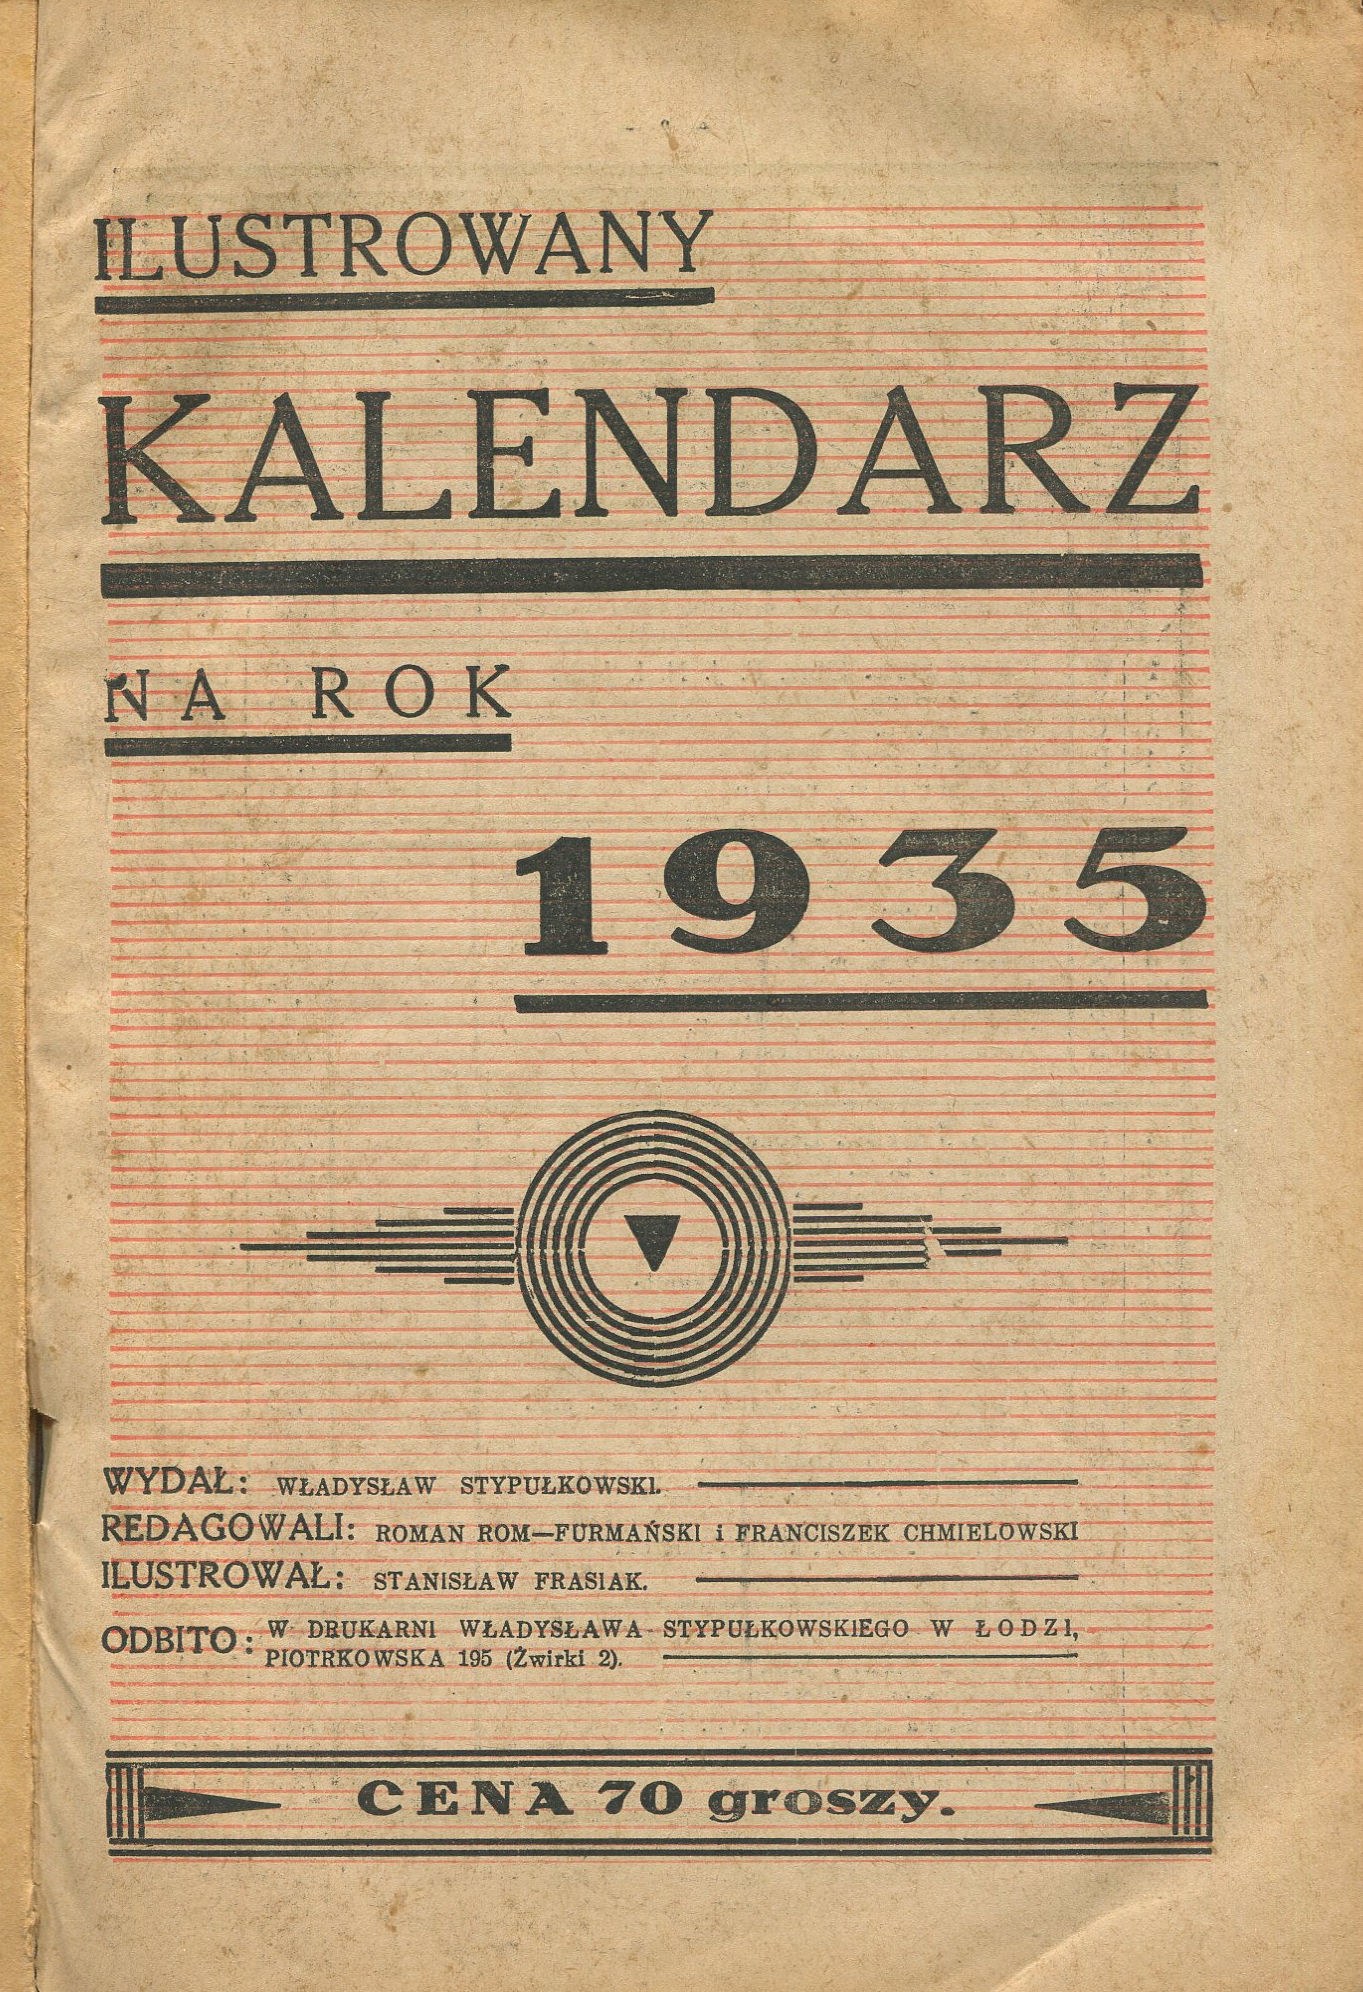 ILUSTROWANY
KALENDARZ
NA ROK
1935
WYDAŁ: WŁADYSŁAW STYPUŁKOWSKI.
REDAGOWALI: ROMAN ROM—FURMAŃSKI i FRANCISZEK CHMIELOWSKI
ILUSTROWAŁ: STANISŁAW FRASIAK.
ODBITO: W DRUKARNI WŁADYSŁAWA STYPUŁKOWSKIEGO W ŁODZI,
PIOTRKOWSKA 195 (Żwirki 2).
CENA 70 groszy.